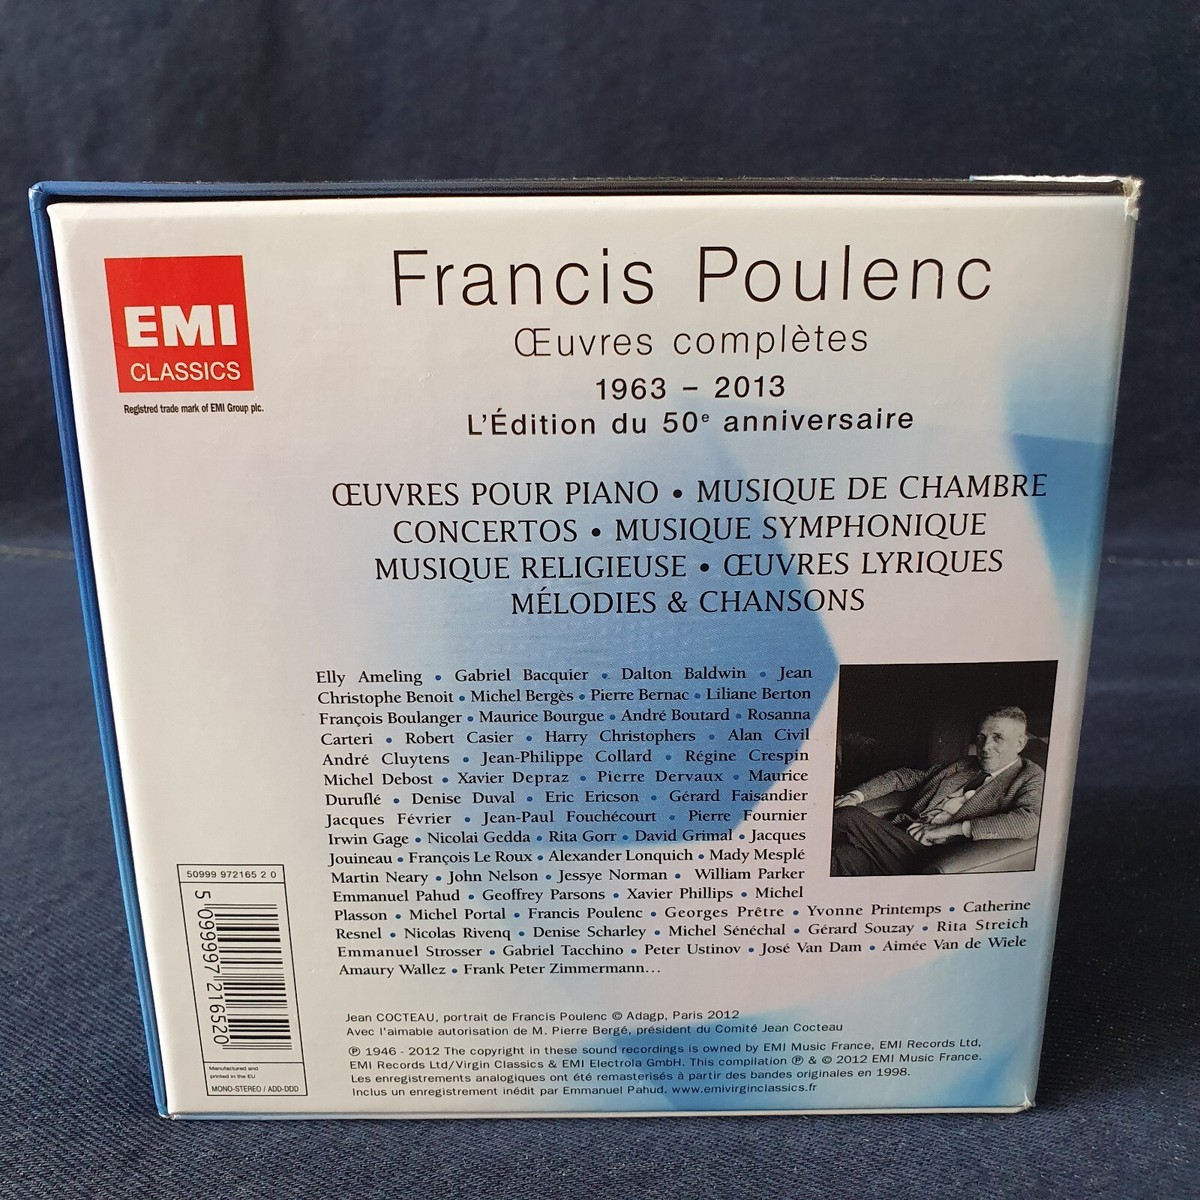 EMI
CLASSICS
Registred trade mark of EMI Group plc.
Francis Poulenc
Œuvres complètes
1963 – 2013
L'Édition du 50e anniversaire
ŒUVRES POUR PIANO • MUSIQUE DE CHAMBRE
CONCERTOS • MUSIQUE SYMPHONIQUE
MUSIQUE RELIGIEUSE • ŒUVRES LYRIQUES
MÉLODIES & CHANSONS
Elly Ameling • Gabriel Bacquier • Dalton Baldwin • Jean
Christophe Benoit • Michel Bergès • Pierre Bernac • Liliane Berton
François Boulanger • Maurice Bourgue • André Boutard • Rosanna
Carteri • Robert Casier • Harry Christophers • Alan Civil
André Cluytens • Jean-Philippe Collard • Régine Crespin
Michel Debost • Xavier Depraz • Pierre Dervaux • Maurice
Duruflé • Denise Duval • Eric Ericson • Gérard Faisandier
Jacques Février • Jean-Paul Fouchécourt • Pierre Fournier
Irwin Gage • Nicolai Gedda • Rita Gorr • David Grimal • Jacques
Jouineau • François Le Roux • Alexander Lonquich • Mady Mesplé
Martin Neary • John Nelson • Jessye Norman • William Parker
Emmanuel Pahud • Geoffrey Parsons • Xavier Phillips • Michel
Plasson • Michel Portal • Francis Poulenc • Georges Prêtre • Yvonne Printemps • Catherine
Resnel • Nicolas Rivenq • Denise Scharley • Michel Sénéchal • Gérard Souzay • Rita Streich
Emmanuel Strosser • Gabriel Tacchino • Peter Ustinov • José Van Dam • Aimée Van de Wiele
Amaury Wallez • Frank Peter Zimmermann...
Jean COCTEAU, portrait de Francis Poulenc © Adagp, Paris 2012
Avec l'aimable autorisation de M. Pierre Bergé, président du Comité Jean Cocteau
℗ 1946 - 2012 The copyright in these sound recordings is owned by EMI Music France, EMI Records Ltd,
EMI Records Ltd/Virgin Classics & EMI Electrola GmbH. This compilation ℗ & © 2012 EMI Music France.
Les enregistrements analogiques ont été remasterisés à partir des bandes originales en 1998.
Inclus un enregistrement inédit par Emmanuel Pahud. www.emivirginclassics.fr
50999 972165 2 0
5 099997 216520
Manufactured and
printed in the EU
MONO-STEREO / ADD-DDD